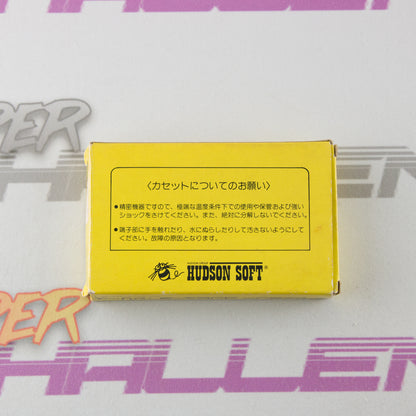 〈カセットについてのお願い〉
●精密機器ですので、極端な温度条件下での使用や保管および強い
ショックをさけてください。また、絶対に分解しないでください。
●端子部に手を触れたり、水にぬらしたりして汚さないようにして
ください。故障の原因となります。
HUDSON SOFT®
PER
HALLEN
PER
HALLEN